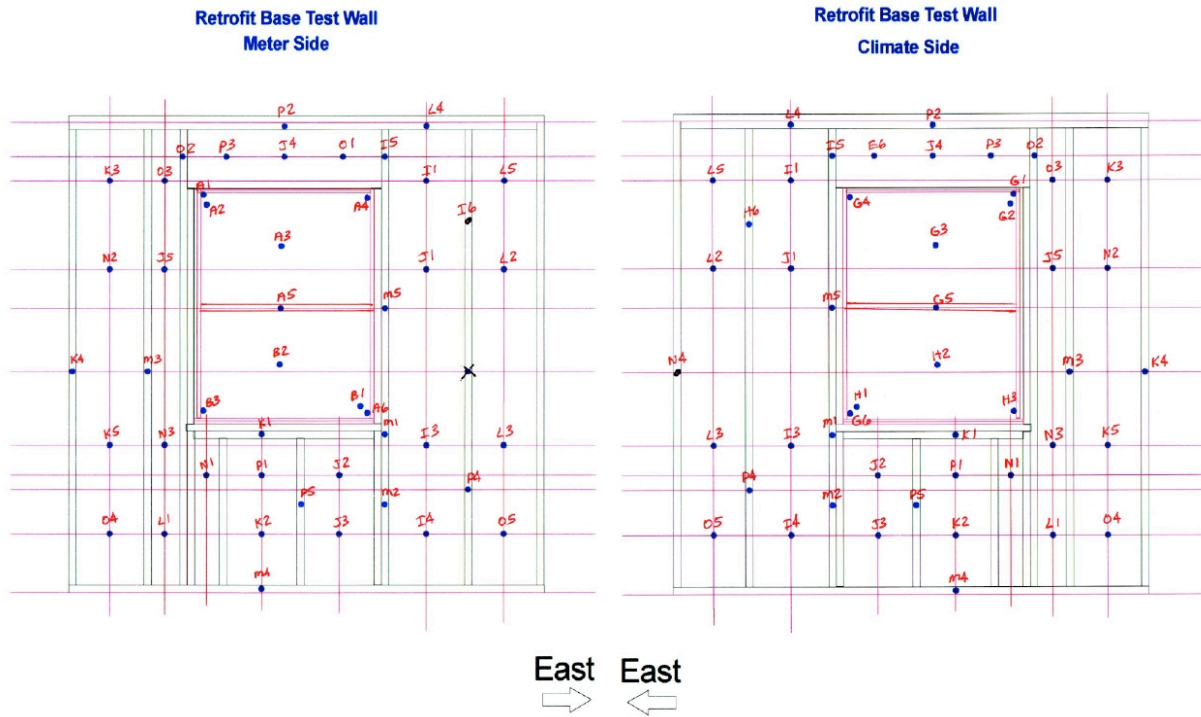 Retrofit Base Test Wall
Meter Side
P2 L4
O2 P3 J4 O1 I5
K3 O3 I1 L5
A1
A2 A4
I6
A3
N2 J5 J1 L2
A5 M5
B2
K4 M3
B3 B1
A6
K1 M1
K5 N3 I3 L3
N1 P1 J2
P4
P5 M2
O4 L1 K2 J3 I4 O5
M4
Retrofit Base Test Wall
Climate Side
L4 P2
I5 E6 J4 P3 O2
L5 I1 O3 K3
G1
G4 G2
H6
G3
L2 J1 J5 N2
M5 G5
H2
N4 M3 K4
H1 H3
G6
M1 K1
L3 I3 N3 K5
J2 P1 N1
P4
M2 P5
O5 I4 J3 K2 L1 O4
M4
East East